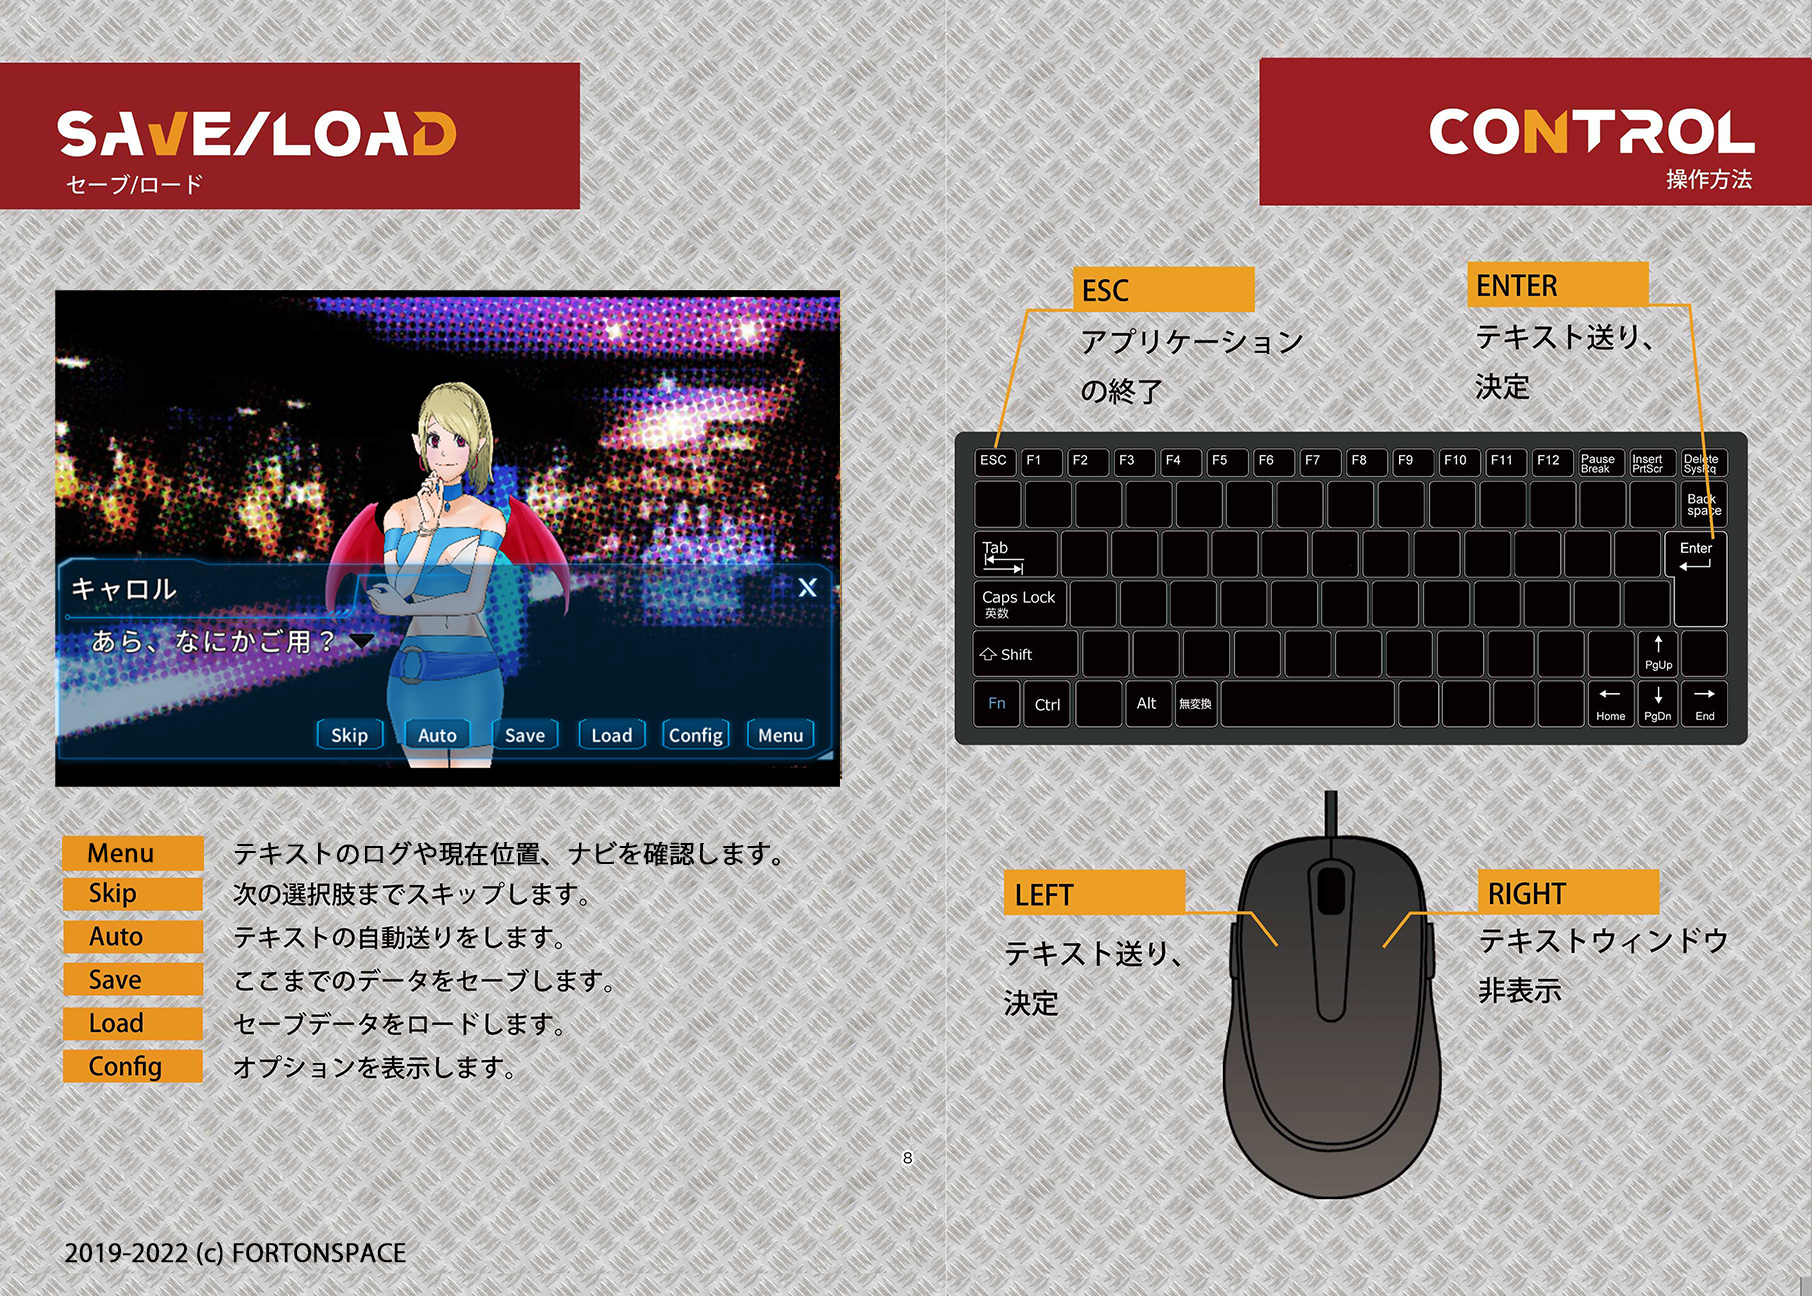 SAVE/LOAD
セーブ/ロード
キャロル
X
あら、なにかご用？
Skip
Auto
Save
Load
Config
Menu
Menu
テキストのログや現在位置、ナビを確認します。
Skip
次の選択肢までスキップします。
Auto
テキストの自動送りをします。
Save
ここまでのデータをセーブします。
Load
セーブデータをロードします。
Config
オプションを表示します。
8
2019-2022 (c) FORTONSPACE
CONTROL
操作方法
ESC
アプリケーション
の終了
ENTER
テキスト送り、
決定
ESC
F1
F2
F3
F4
F5
F6
F7
F8
F9
F10
F11
F12
Pause
Break
Insert
PrtScr
Delete
SysRq
Back
space
Tab
Enter
Caps Lock
英数
Shift
PgUp
Fn
Ctrl
Alt
無変換
Home
PgDn
End
LEFT
テキスト送り、
決定
RIGHT
テキストウィンドウ
非表示